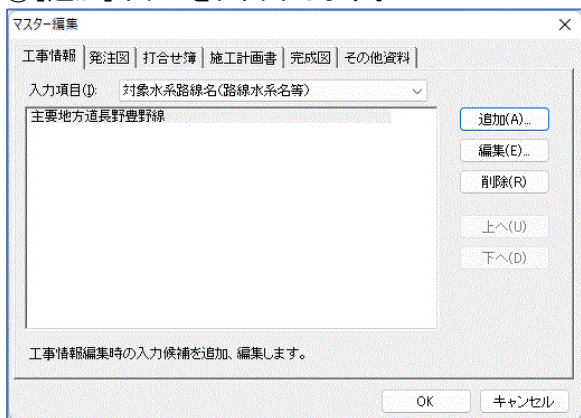 マスター編集
工事情報 発注図 打合せ簿 施工計画書 完成図 その他資料
入力項目(I): 対象水系路線名(路線水系名等)
主要地方道長野豊野線
追加(A)...
編集(E)...
削除(R)
上へ(U)
下へ(D)
工事情報編集時の入力候補を追加、編集します。
OK キャンセル